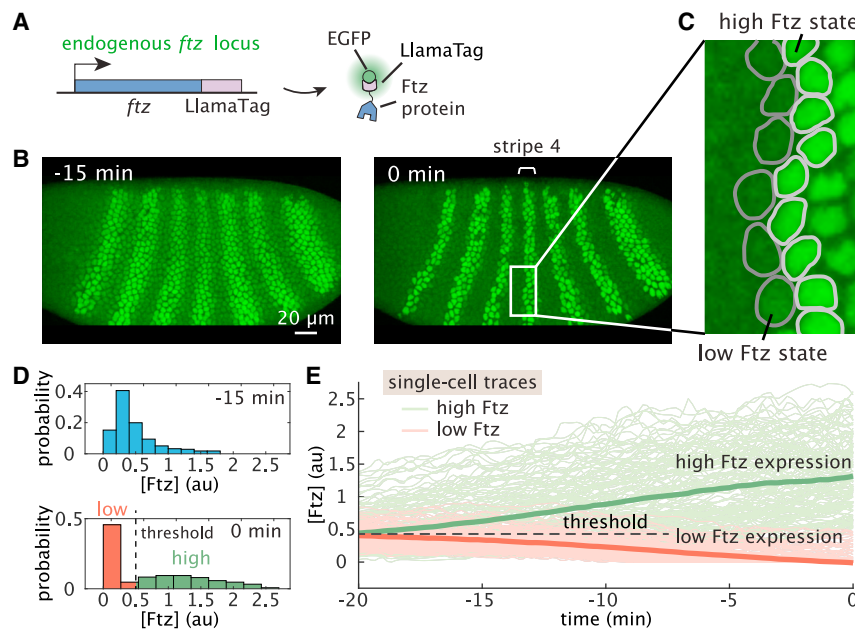 A
endogenous ftz locus
ftz
LlamaTag
EGFP
LlamaTag
Ftz
protein
B
-15 min
20 µm
0 min
stripe 4
C
high Ftz state
low Ftz state
D
probability
0.4
0.2
0
-15 min
0 0.5 1 1.5 2 2.5
[Ftz] (au)
probability
0.5
0
low
threshold
high
0 min
0 0.5 1 1.5 2 2.5
[Ftz] (au)
E
single-cell traces
high Ftz
low Ftz
[Ftz] (au)
2.5
2
1.5
1
0.5
0
high Ftz expression
threshold
low Ftz expression
-20 -15 -10 -5 0
time (min)